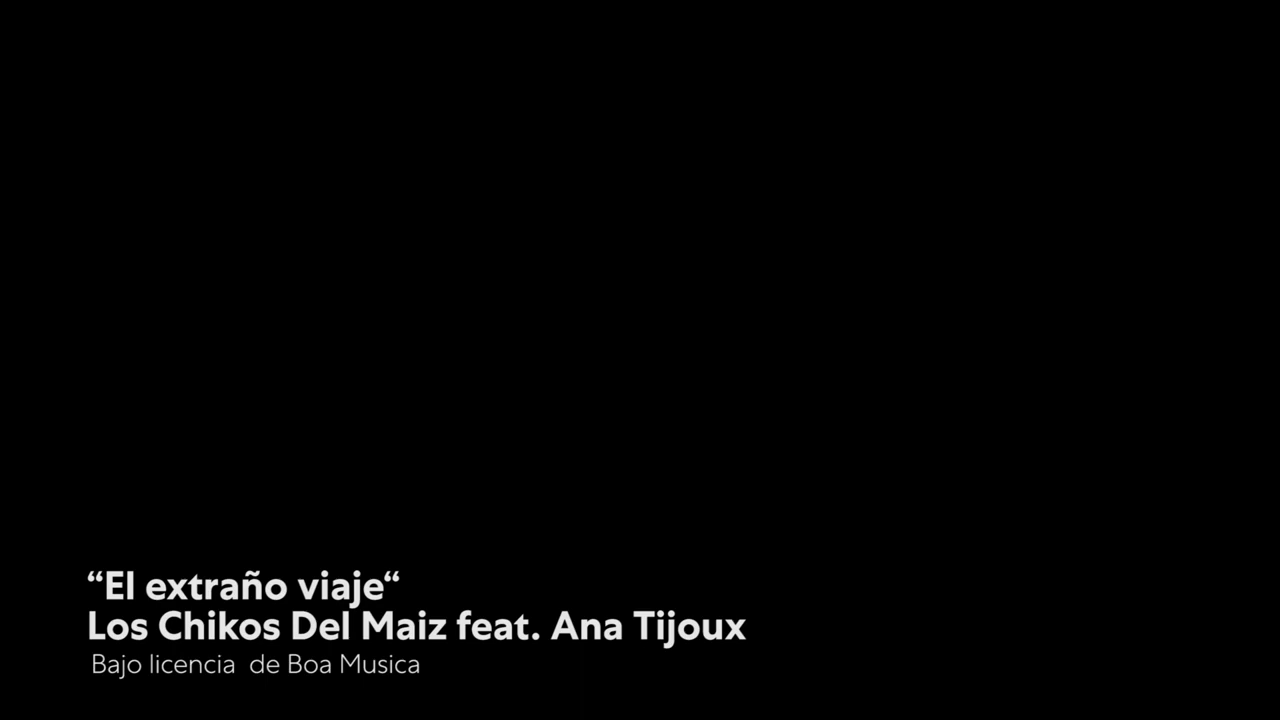 “El extraño viaje“
Los Chikos Del Maiz feat. Ana Tijoux
Bajo licencia  de Boa Musica